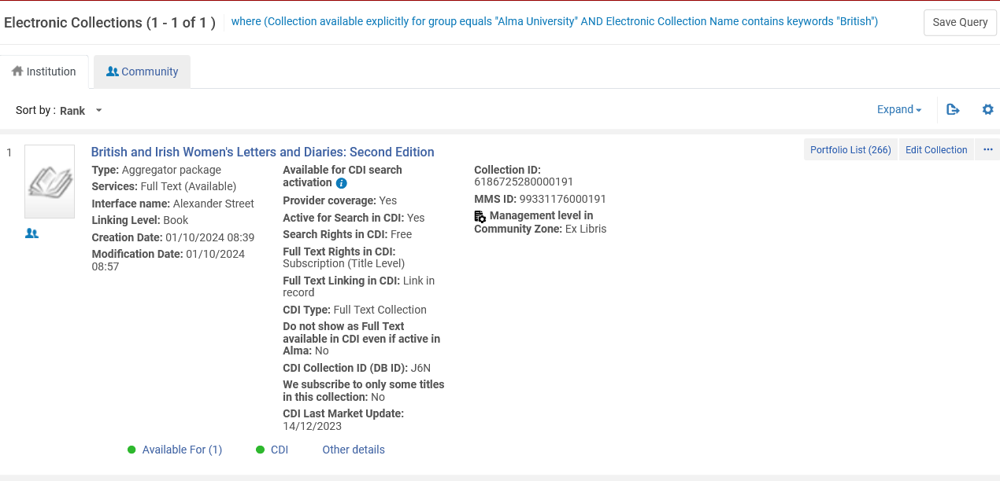 Electronic Collections (1 - 1 of 1 )
where (Collection available explicitly for group equals "Alma University" AND Electronic Collection Name contains keywords "British")
Save Query
Institution
Community
Sort by : Rank
Expand
1
British and Irish Women's Letters and Diaries: Second Edition
Portfolio List (266)
Edit Collection
Type: Aggregator package
Services: Full Text (Available)
Interface name: Alexander Street
Linking Level: Book
Creation Date: 01/10/2024 08:39
Modification Date: 01/10/2024
08:57
Available for CDI search
activation
Provider coverage: Yes
Active for Search in CDI: Yes
Search Rights in CDI: Free
Full Text Rights in CDI:
Subscription (Title Level)
Full Text Linking in CDI: Link in
record
CDI Type: Full Text Collection
Do not show as Full Text
available in CDI even if active in
Alma: No
CDI Collection ID (DB ID): J6N
We subscribe to only some titles
in this collection: No
CDI Last Market Update:
14/12/2023
Collection ID:
6186725280000191
MMS ID: 99331176000191
Management level in
Community Zone: Ex Libris
Available For (1)
CDI
Other details